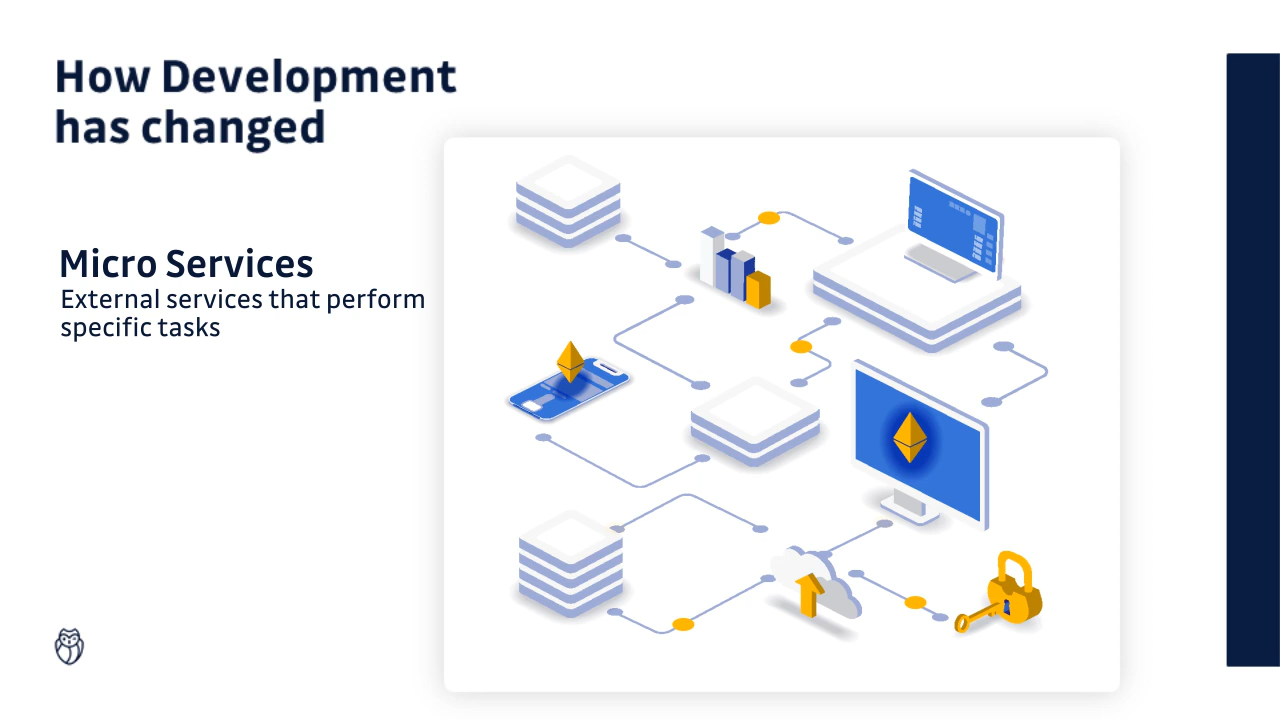 How Development
has changed
Micro Services
External services that perform
specific tasks